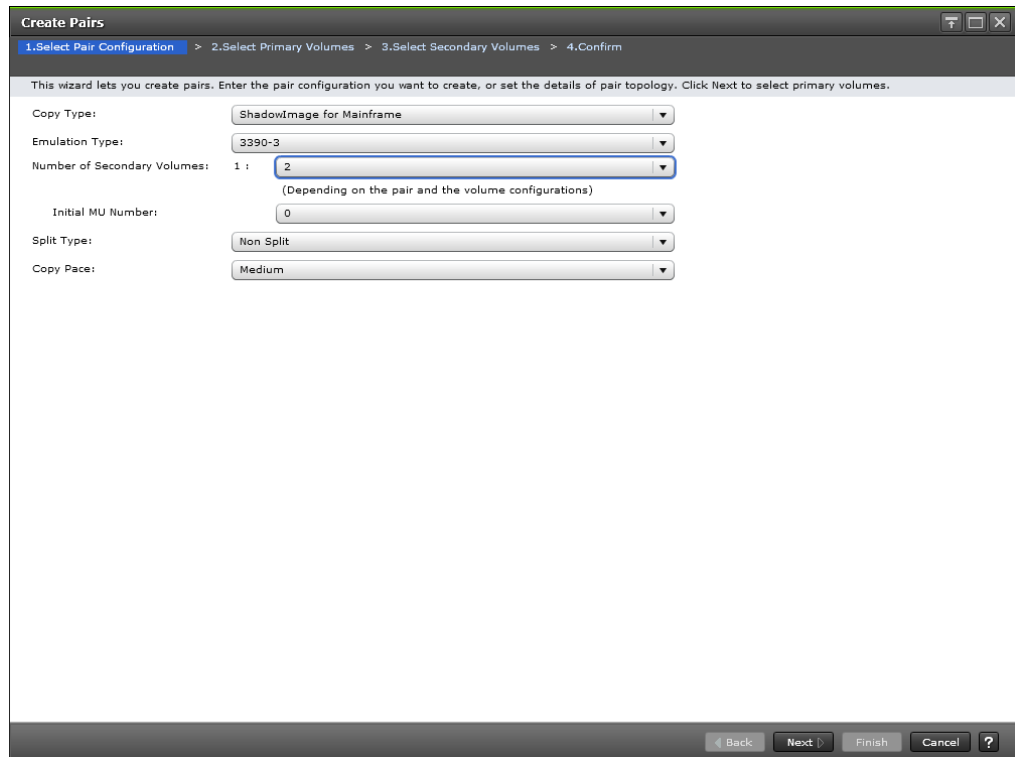 Create Pairs
1.Select Pair Configuration > 2.Select Primary Volumes > 3.Select Secondary Volumes > 4.Confirm
This wizard lets you create pairs. Enter the pair configuration you want to create, or set the details of pair topology. Click Next to select primary volumes.
Copy Type: ShadowImage for Mainframe
Emulation Type: 3390-3
Number of Secondary Volumes: 1 : 2
(Depending on the pair and the volume configurations)
Initial MU Number: 0
Split Type: Non Split
Copy Pace: Medium
Back Next Finish Cancel ?